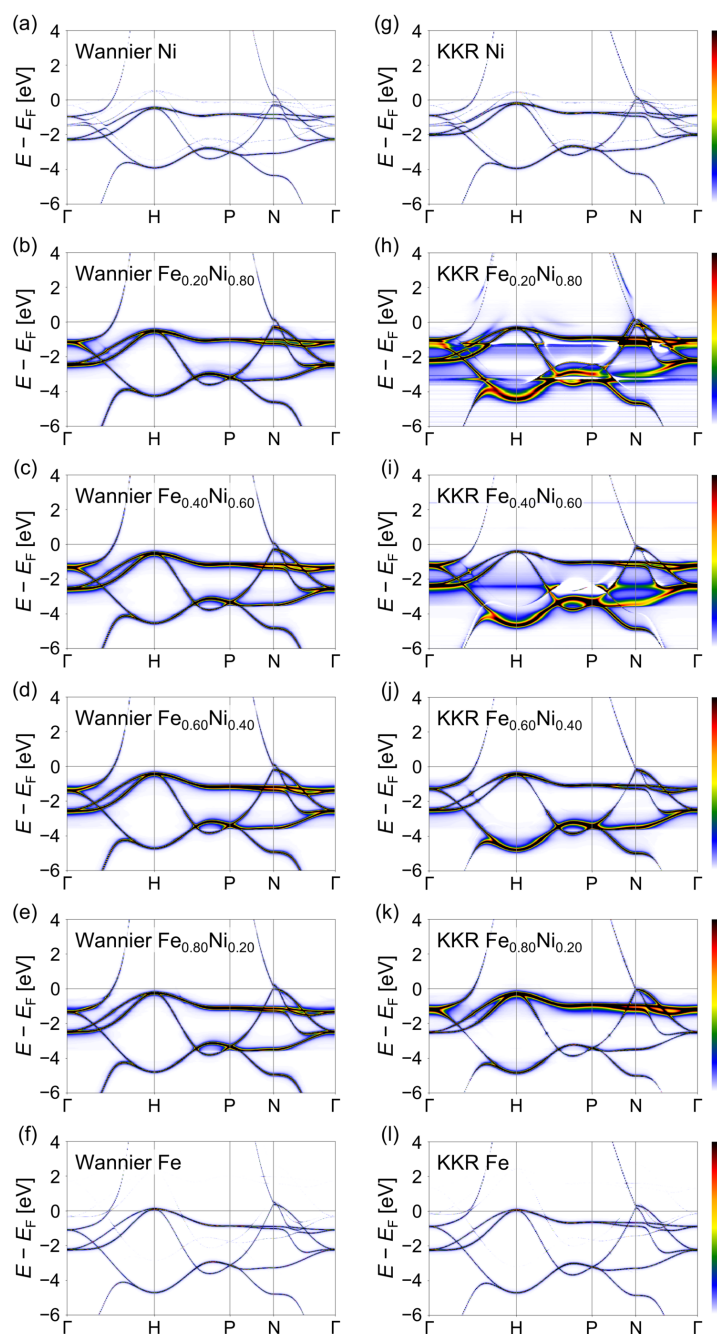 (a)
Wannier Ni
E − E_F [eV]
0
−2
−4
−6
Γ H P N Γ
(g)
KKR Ni
E − E_F [eV]
0
−2
−4
−6
Γ H P N Γ
(b)
Wannier Fe0.20Ni0.80
E − E_F [eV]
4
2
0
−2
−4
−6
Γ H P N Γ
(h)
KKR Fe0.20Ni0.80
E − E_F [eV]
4
2
0
−2
−4
−6
Γ H P N Γ
(c)
Wannier Fe0.40Ni0.60
E − E_F [eV]
4
2
0
−2
−4
−6
Γ H P N Γ
(i)
KKR Fe0.40Ni0.60
E − E_F [eV]
4
2
0
−2
−4
−6
Γ H P N Γ
(d)
Wannier Fe0.60Ni0.40
E − E_F [eV]
4
2
0
−2
−4
−6
Γ H P N Γ
(j)
KKR Fe0.60Ni0.40
E − E_F [eV]
4
2
0
−2
−4
−6
Γ H P N Γ
(e)
Wannier Fe0.80Ni0.20
E − E_F [eV]
4
2
0
−2
−4
−6
Γ H P N Γ
(k)
KKR Fe0.80Ni0.20
E − E_F [eV]
4
2
0
−2
−4
−6
Γ H P N Γ
(f)
Wannier Fe
E − E_F [eV]
4
2
0
−2
−4
−6
Γ H P N Γ
(l)
KKR Fe
E − E_F [eV]
4
2
0
−2
−4
−6
Γ H P N Γ